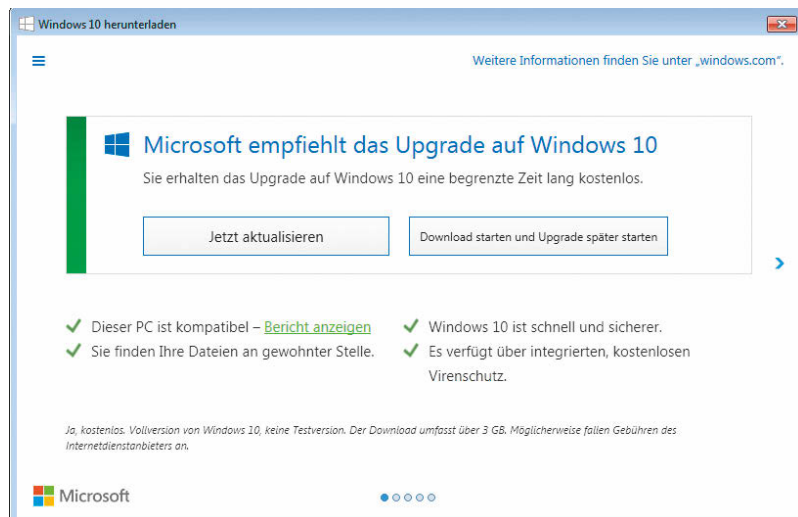 Windows 10 herunterladen
Weitere Informationen finden Sie unter „windows.com“.
Microsoft empfiehlt das Upgrade auf Windows 10
Sie erhalten das Upgrade auf Windows 10 eine begrenzte Zeit lang kostenlos.
Jetzt aktualisieren
Download starten und Upgrade später starten
Dieser PC ist kompatibel – Bericht anzeigen
Sie finden Ihre Dateien an gewohnter Stelle.
Windows 10 ist schnell und sicherer.
Es verfügt über integrierten, kostenlosen
Virenschutz.
Ja, kostenlos. Vollversion von Windows 10, keine Testversion. Der Download umfasst über 3 GB. Möglicherweise fallen Gebühren des
Internetdienstanbieters an.
Microsoft